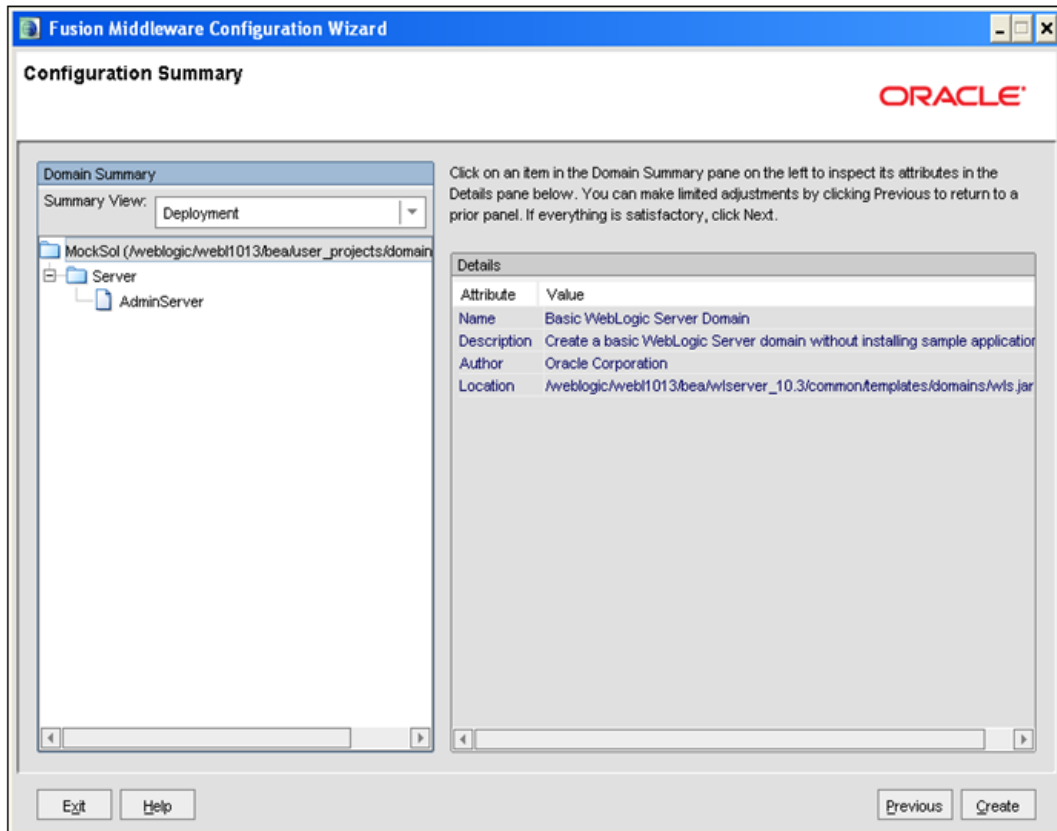 Fusion Middleware Configuration Wizard
Configuration Summary
ORACLE
Domain Summary
Summary View:
Deployment
MockSol (/weblogic/webl1013/bea/user_projects/domain
Server
AdminServer
Click on an item in the Domain Summary pane on the left to inspect its attributes in the
Details pane below. You can make limited adjustments by clicking Previous to return to a
prior panel. If everything is satisfactory, click Next.
Details
Attribute Value
Name Basic WebLogic Server Domain
Description Create a basic WebLogic Server domain without installing sample application
Author Oracle Corporation
Location /weblogic/webl1013/bea/wlserver_10.3/common/templates/domains/wls.jar
Exit Help Previous Create